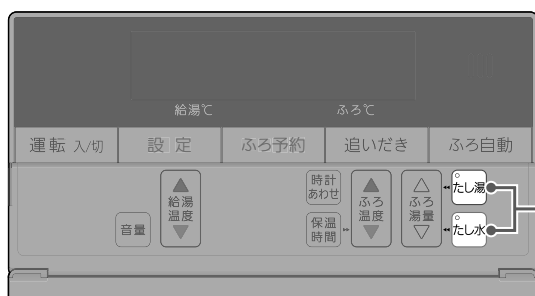 給湯℃
ふろ℃
運転 入/切
設 定
ふろ予約
追いだき
ふろ自動
音量
給湯
温度
時計
あわせ
保温
時間
ふろ
温度
ふろ
湯量
たし湯
たし水